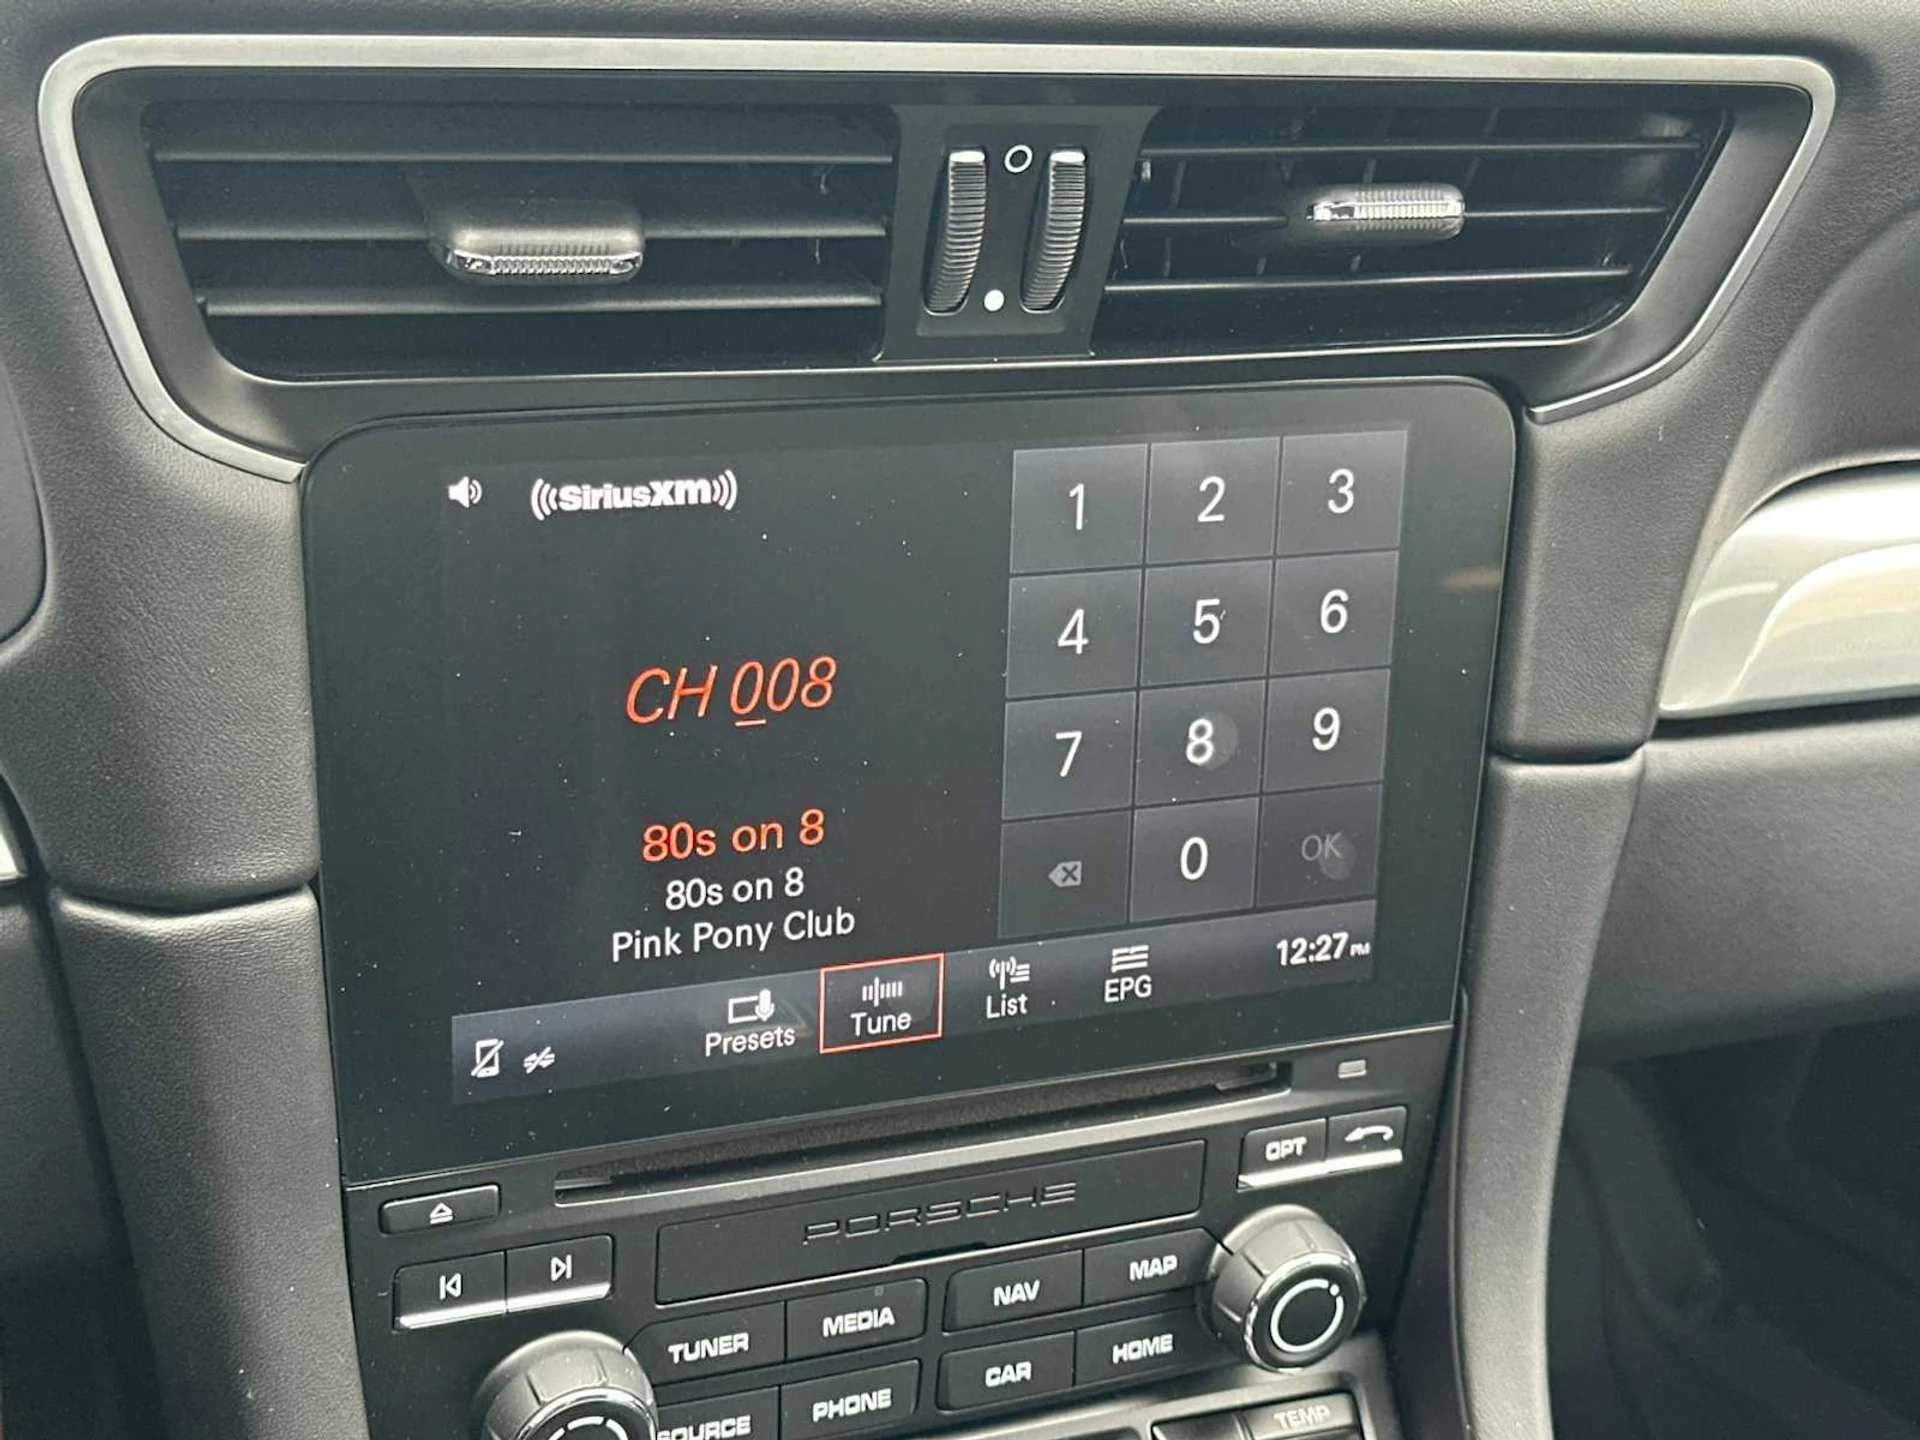 ((SiriusXM))
1 2 3
4 5 6
CH 008
7 8 9
80s on 8
80s on 8
0 OK
Pink Pony Club
12:27 PM
Presets Tune List EPG
OPT
PORSCHE
NAV MAP
TUNER MEDIA
CAR HOME
SOURCE PHONE
TEMP